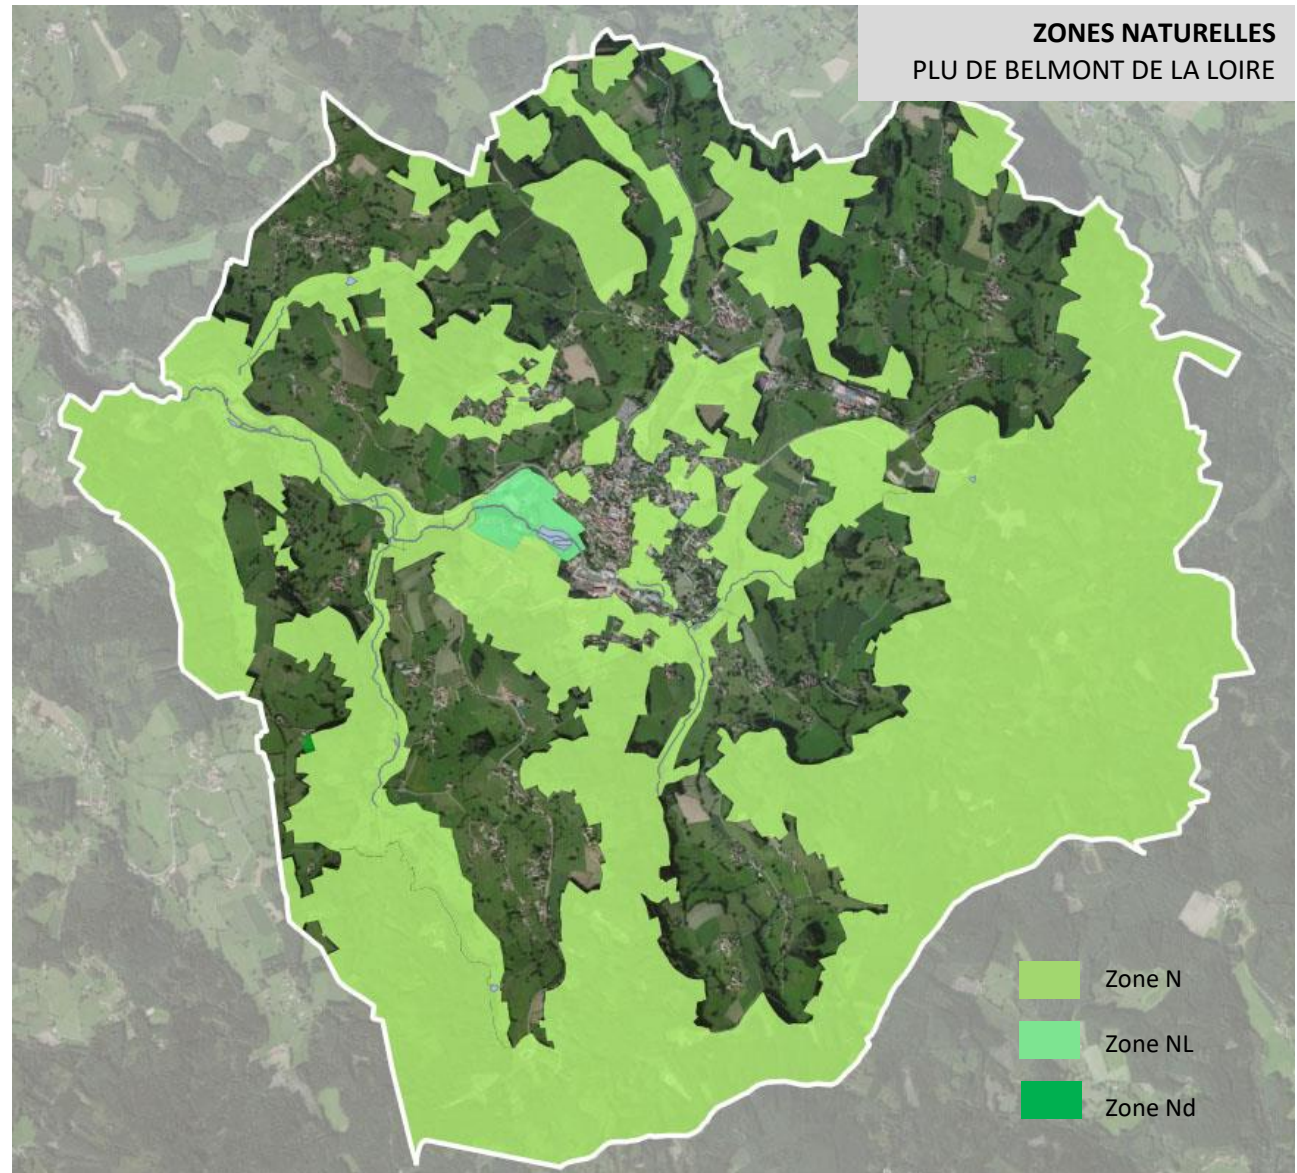 ZONES NATURELLES
PLU DE BELMONT DE LA LOIRE
Zone N
Zone NL
Zone Nd